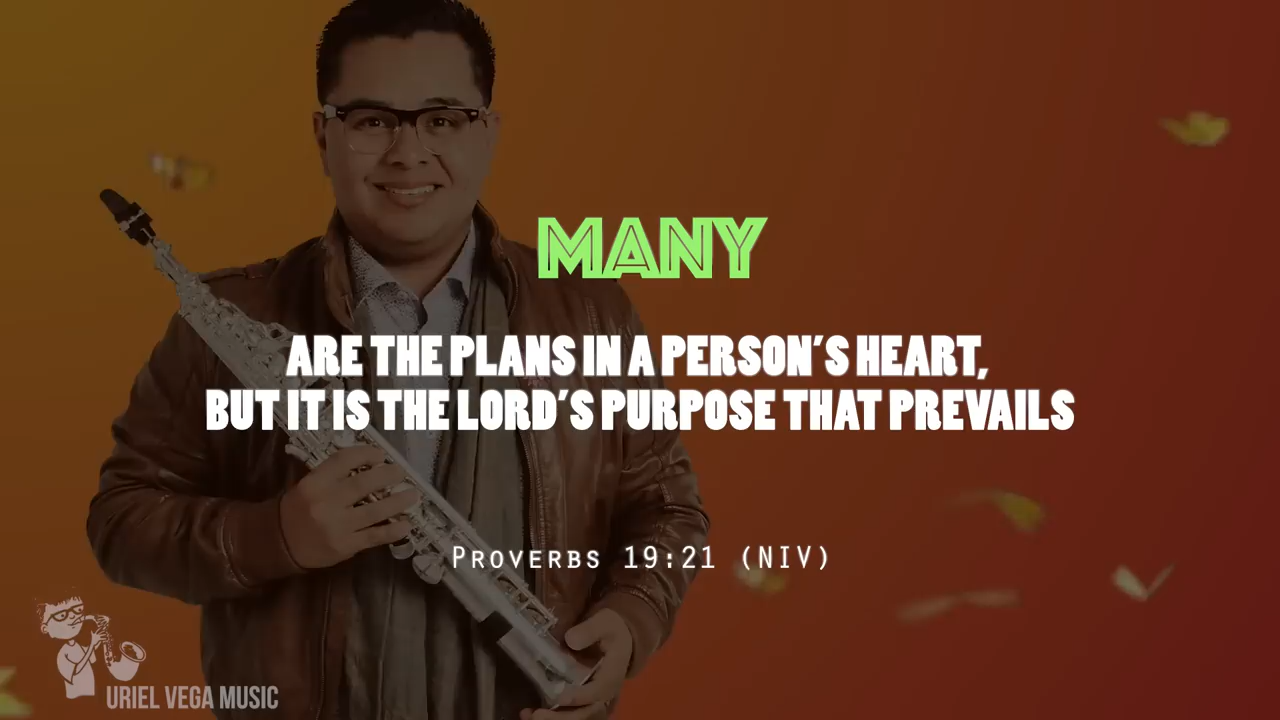 MANY
ARE THE PLANS IN A PERSON'S HEART,
BUT IT IS THE LORD'S PURPOSE THAT PREVAILS
PROVERBS 19:21 (NIV)
URIEL VEGA MUSIC